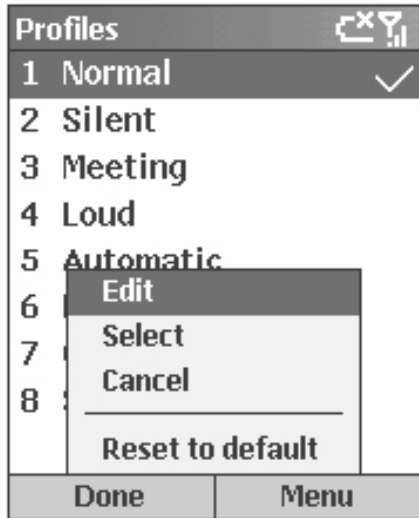 Profiles
1 Normal
2 Silent
3 Meeting
4 Loud
5 Automatic
6
7
8
Edit
Select
Cancel
Reset to default
Done Menu